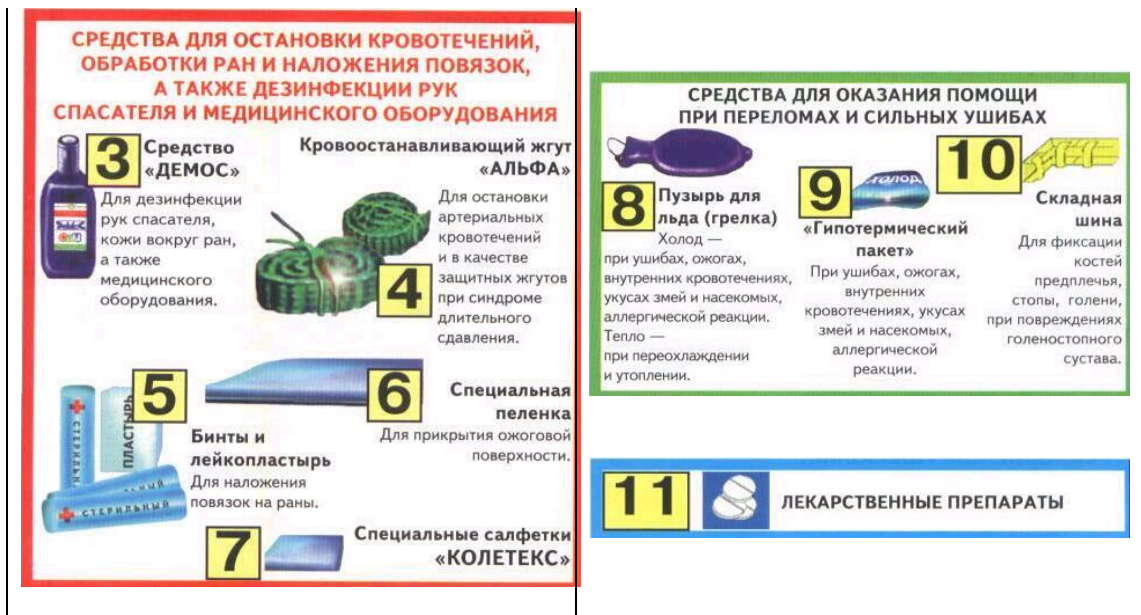 СРЕДСТВА ДЛЯ ОСТАНОВКИ КРОВОТЕЧЕНИЙ,
ОБРАБОТКИ РАН И НАЛОЖЕНИЯ ПОВЯЗОК,
А ТАКЖЕ ДЕЗИНФЕКЦИИ РУК
СПАСАТЕЛЯ И МЕДИЦИНСКОГО ОБОРУДОВАНИЯ
3
Средство
«ДЕМОС»
Для дезинфекции
рук спасателя,
кожи вокруг ран,
а также
медицинского
оборудования.
Кровоостанавливающий жгут
«АЛЬФА»
4
Для остановки
артериальных
кровотечений
и в качестве
защитных жгутов
при синдроме
длительного
сдавления.
5
ПЛАСТЫРЬ
СТЕРИЛЬНЫЙ
Бинты и
лейкопластырь
Для наложения
повязок на раны.
6
Специальная
пеленка
Для прикрытия ожоговой
поверхности.
7
Специальные салфетки
«КОЛЕТЕКС»
СРЕДСТВА ДЛЯ ОКАЗАНИЯ ПОМОЩИ
ПРИ ПЕРЕЛОМАХ И СИЛЬНЫХ УШИБАХ
8
Пузырь для
льда (грелка)
Холод —
при ушибах, ожогах,
внутренних кровотечениях,
укусах змей и насекомых,
аллергической реакции.
Тепло —
при переохлаждении
и утоплении.
9
ХОЛОД
«Гипотермический
пакет»
При ушибах, ожогах,
внутренних
кровотечениях, укусах
змей и насекомых,
аллергической
реакции.
10
Складная
шина
Для фиксации
костей
предплечья,
стопы, голени,
при повреждениях
голеностопного
сустава.
11
ЛЕКАРСТВЕННЫЕ ПРЕПАРАТЫ